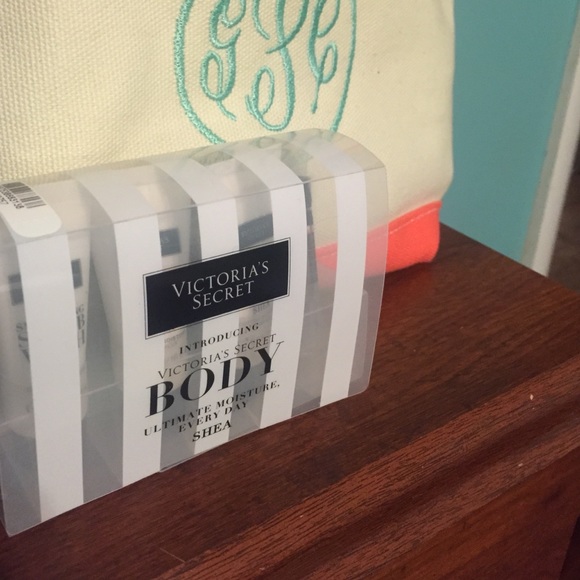 VICTORIA'S
SECRET
INTRODUCING
VICTORIA'S SECRET
BODY
ULTIMATE MOISTURE,
EVERY DAY
SHEA